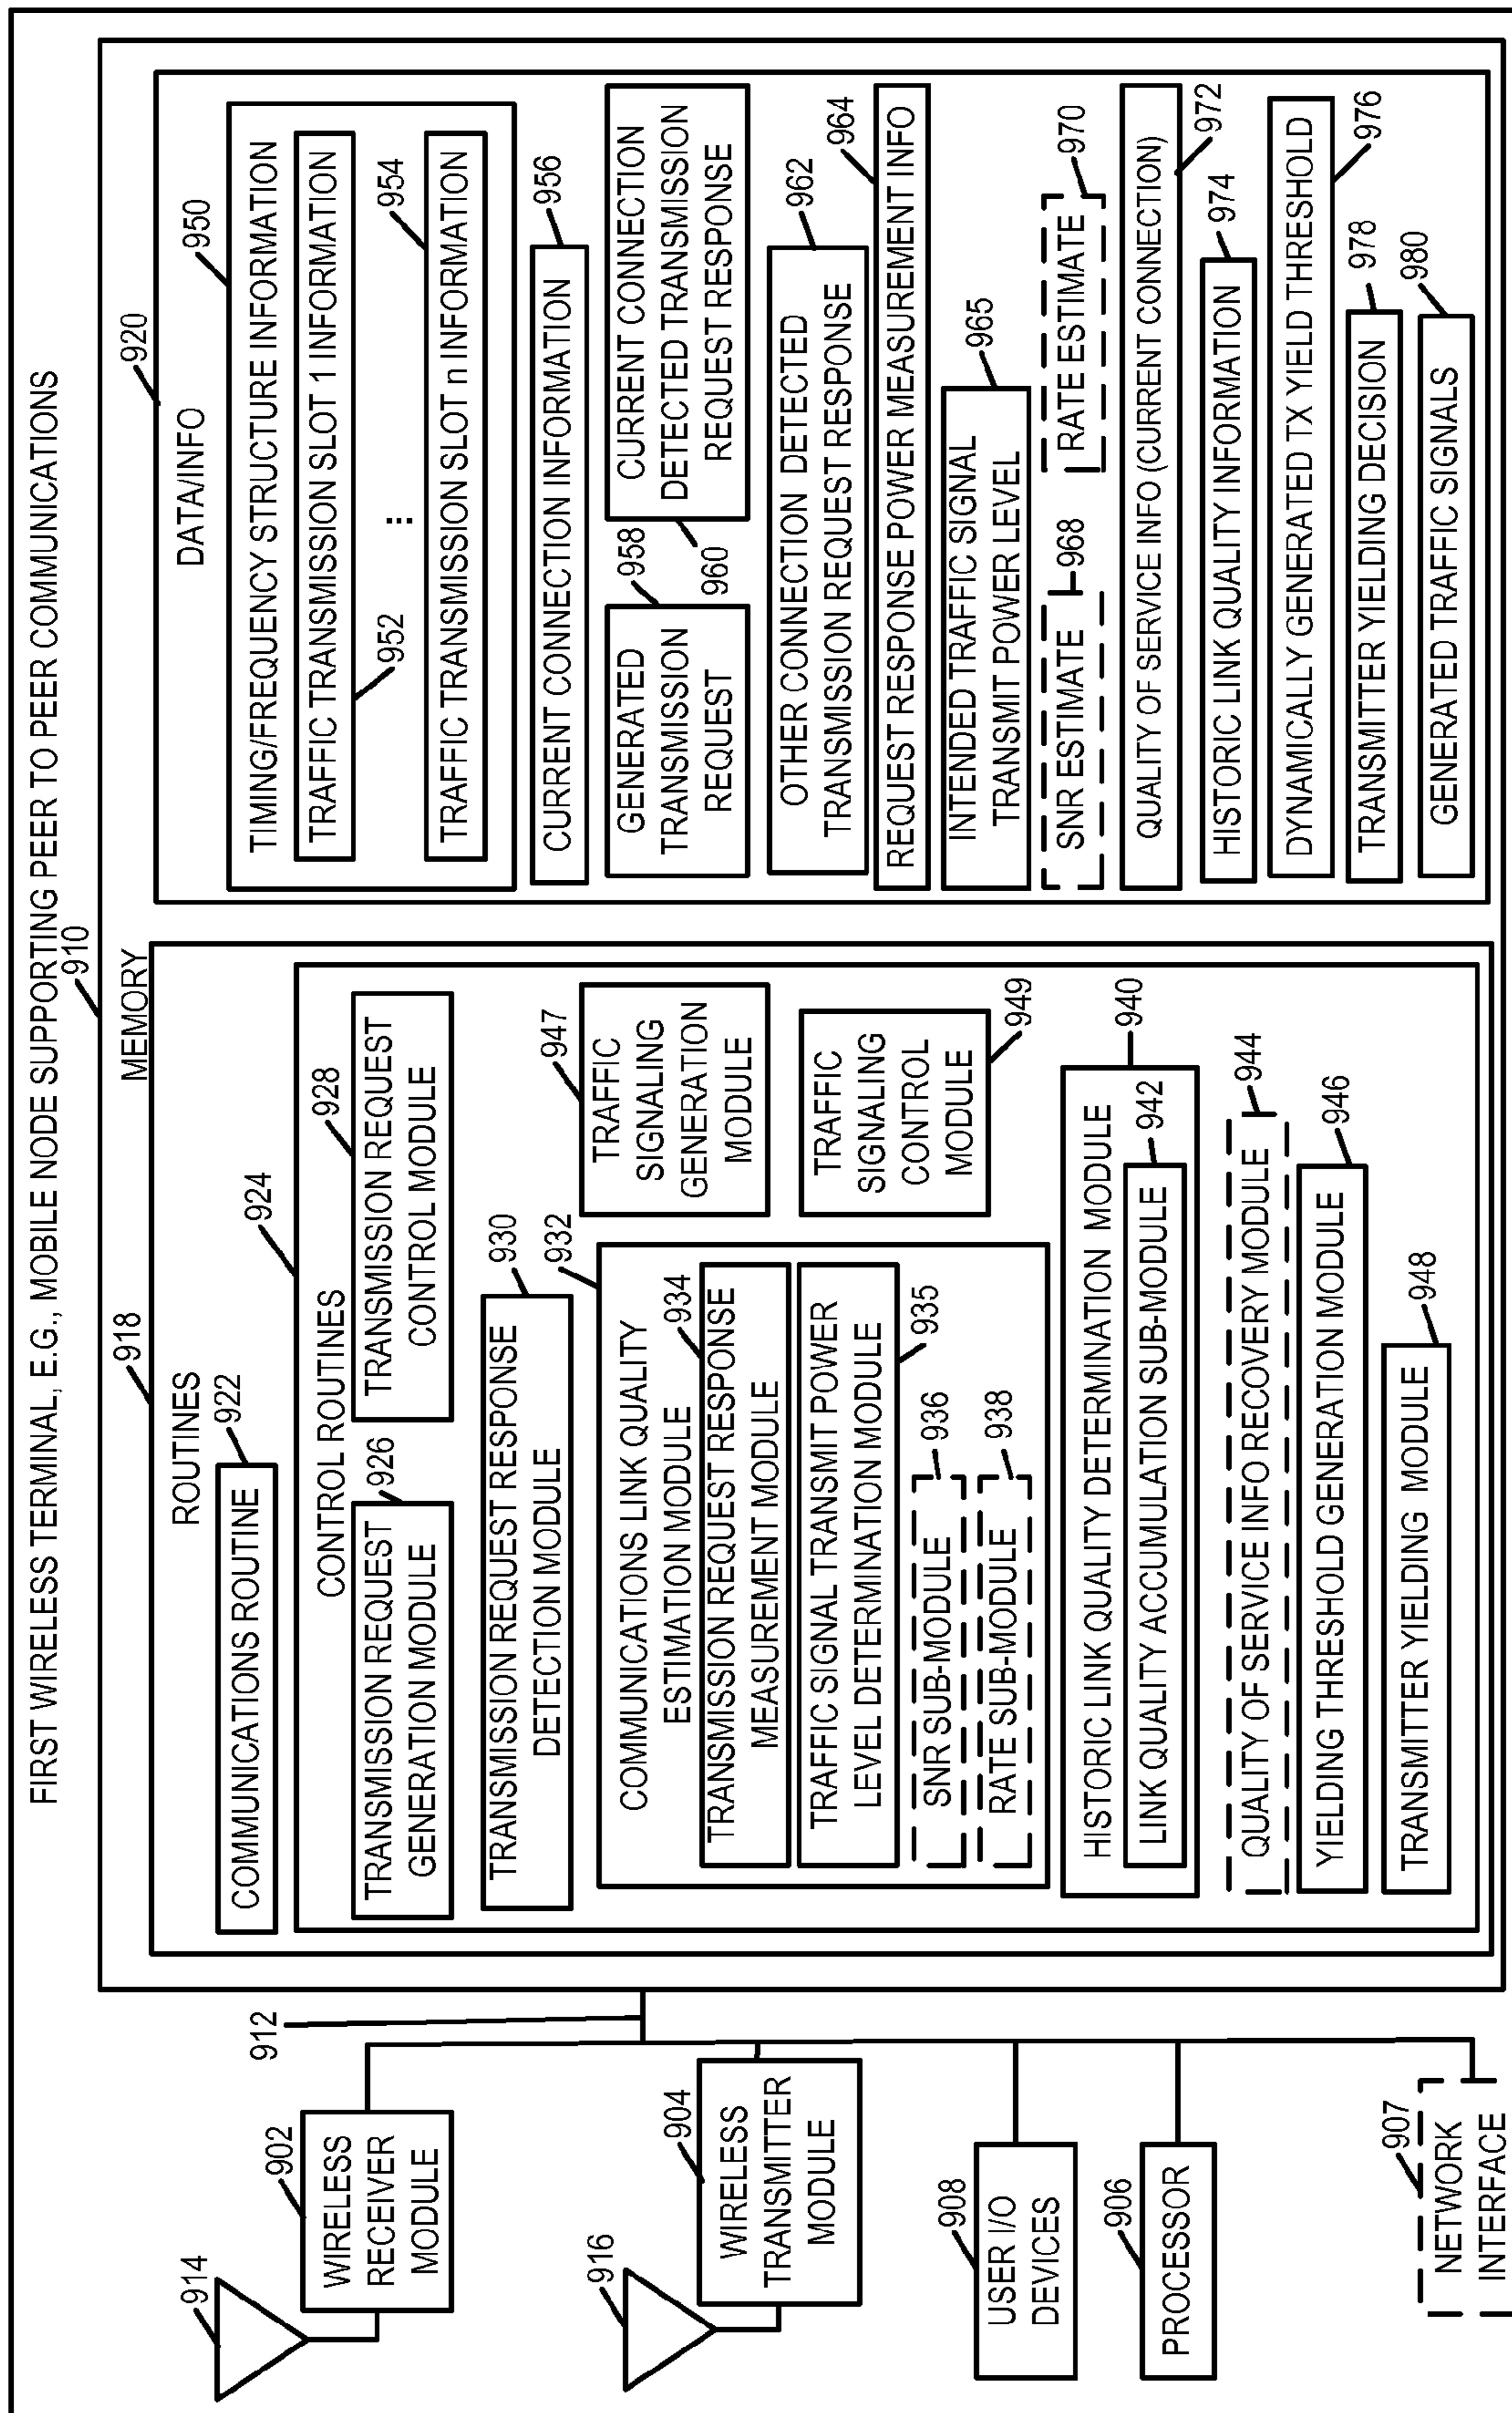 FIRST WIRELESS TERMINAL, E.G., MOBILE NODE SUPPORTING PEER TO PEER COMMUNICATIONS
910
914
902
WIRELESS
RECEIVER
MODULE
912
916
904
WIRELESS
TRANSMITTER
MODULE
908
USER I/O
DEVICES
906
PROCESSOR
907
NETWORK
INTERFACE
MEMORY
918
ROUTINES
922
COMMUNICATIONS ROUTINE
924
CONTROL ROUTINES
926
TRANSMISSION REQUEST
GENERATION MODULE
928
TRANSMISSION REQUEST
CONTROL MODULE
930
TRANSMISSION REQUEST RESPONSE
DETECTION MODULE
947
TRAFFIC
SIGNALING
GENERATION
MODULE
932
COMMUNICATIONS LINK QUALITY
ESTIMATION MODULE
934
TRANSMISSION REQUEST RESPONSE
MEASUREMENT MODULE
TRAFFIC SIGNAL TRANSMIT POWER
LEVEL DETERMINATION MODULE
935
SNR SUB-MODULE
936
RATE SUB-MODULE
938
TRAFFIC
SIGNALING
CONTROL
MODULE
949
HISTORIC LINK QUALITY DETERMINATION MODULE
940
LINK QUALITY ACCUMULATION SUB-MODULE
942
QUALITY OF SERVICE INFO RECOVERY MODULE
944
YIELDING THRESHOLD GENERATION MODULE
946
TRANSMITTER YIELDING MODULE
948
920
DATA/INFO
950
TIMING/FREQUENCY STRUCTURE INFORMATION
TRAFFIC TRANSMISSION SLOT 1 INFORMATION
952
...
954
TRAFFIC TRANSMISSION SLOT n INFORMATION
CURRENT CONNECTION INFORMATION
956
GENERATED
TRANSMISSION
REQUEST
958
CURRENT CONNECTION
DETECTED TRANSMISSION
REQUEST RESPONSE
960
OTHER CONNECTION DETECTED
TRANSMISSION REQUEST RESPONSE
962
REQUEST RESPONSE POWER MEASUREMENT INFO
964
INTENDED TRAFFIC SIGNAL
TRANSMIT POWER LEVEL
965
SNR ESTIMATE
968
RATE ESTIMATE
970
QUALITY OF SERVICE INFO (CURRENT CONNECTION)
972
HISTORIC LINK QUALITY INFORMATION
974
DYNAMICALLY GENERATED TX YIELD THRESHOLD
976
TRANSMITTER YIELDING DECISION
978
GENERATED TRAFFIC SIGNALS
980